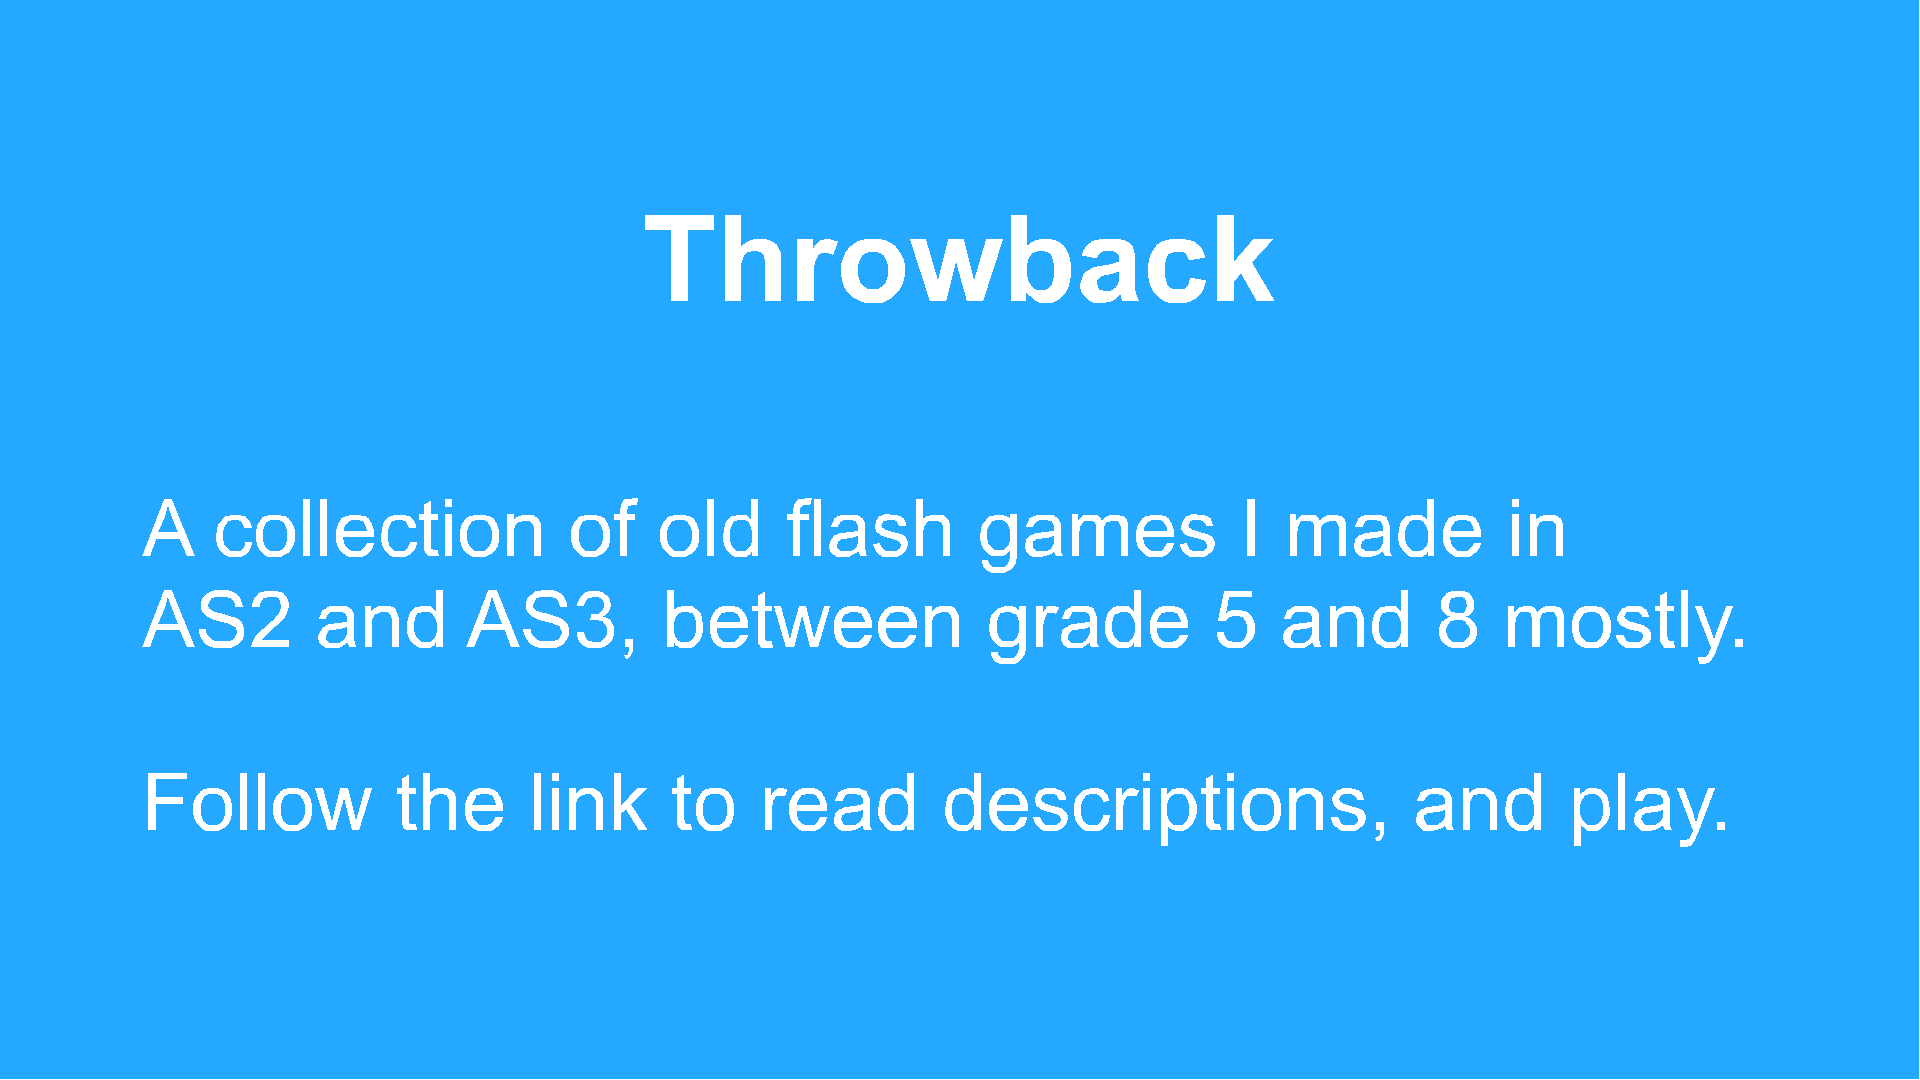 Throwback
A collection of old flash games I made in
AS2 and AS3, between grade 5 and 8 mostly.
Follow the link to read descriptions, and play.